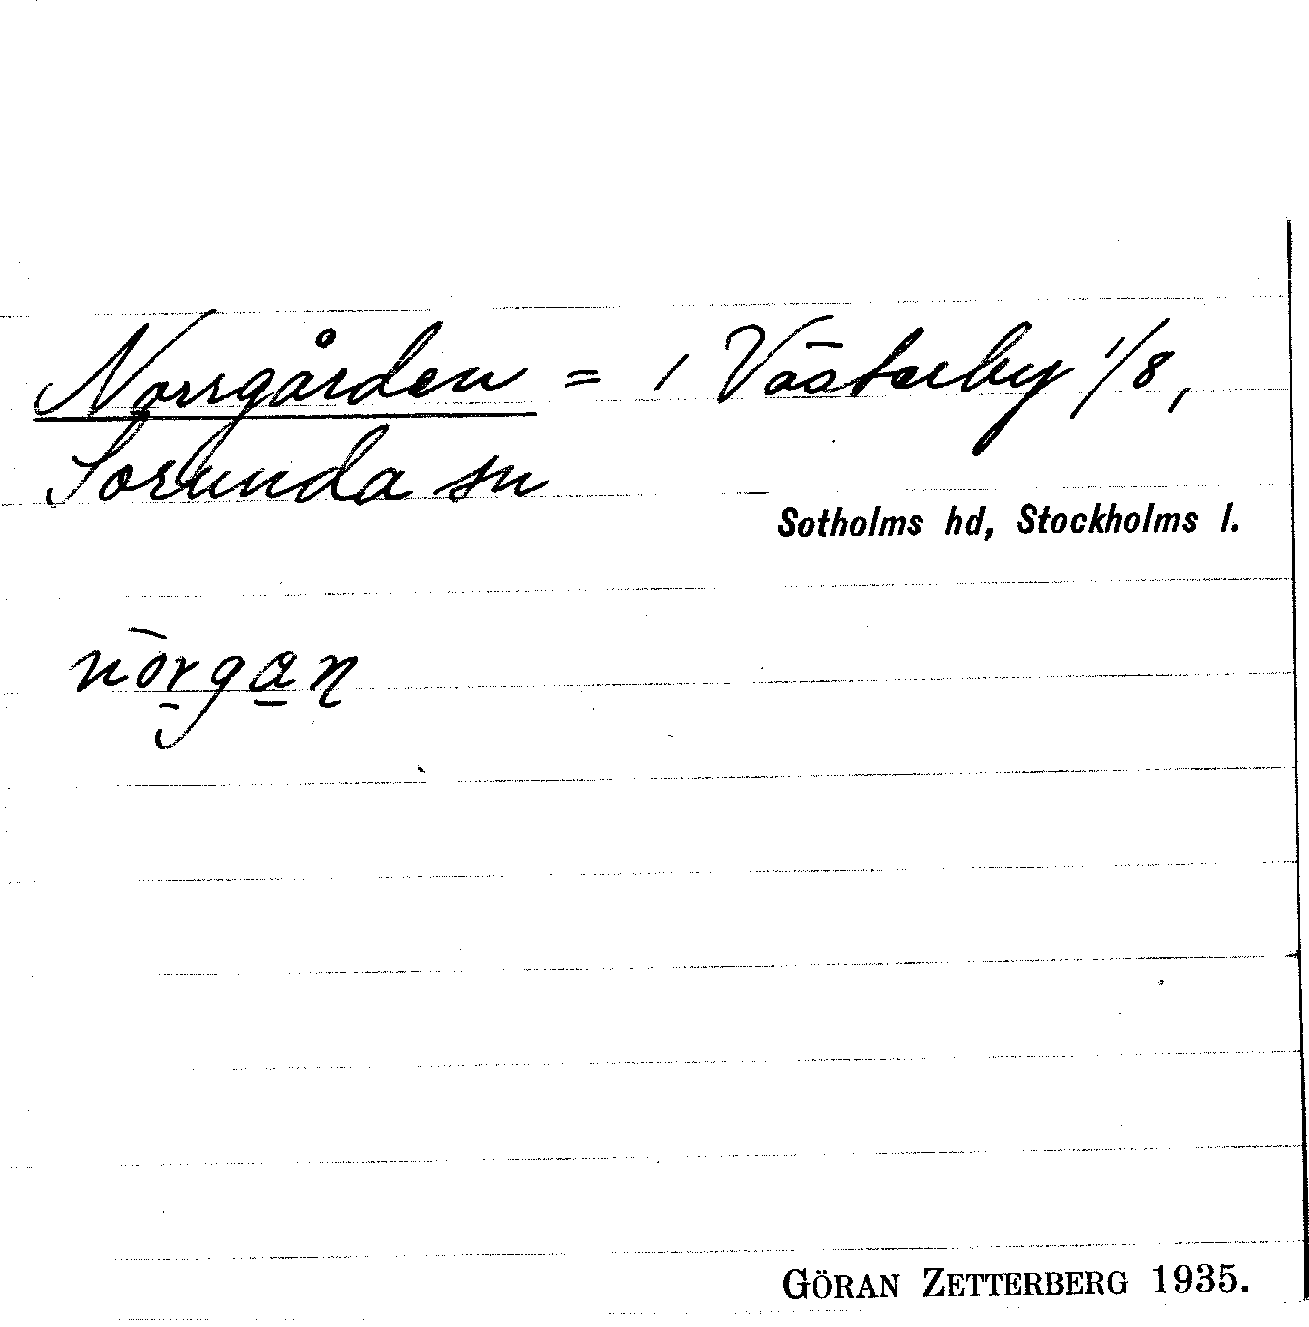 Norrgården = 1 Västerby 1/8,
Sorunda sn
Sotholms hd, Stockholms l.
nòrgan
GÖRAN ZETTERBERG 1935.